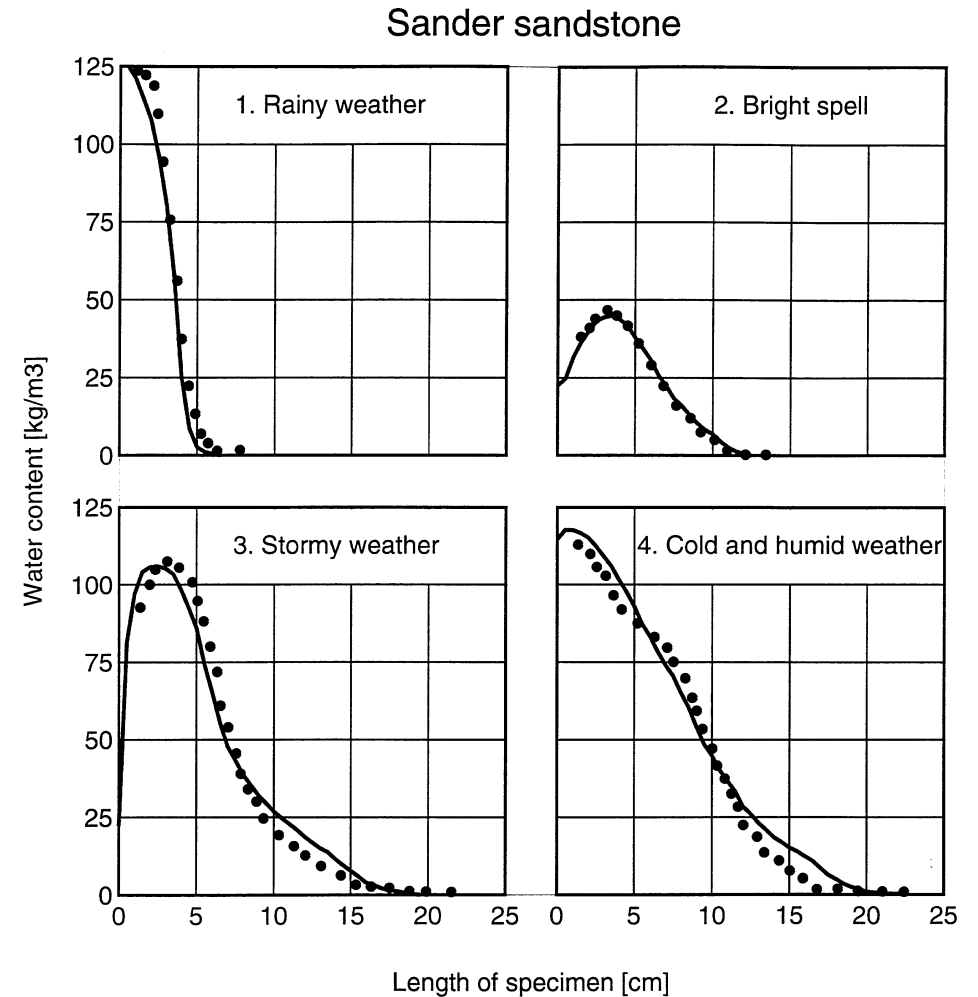 Sander sandstone
125
100
75
50
25
0
1. Rainy weather
2. Bright spell
Water content [kg/m3]
125
100
75
50
25
0
3. Stormy weather
4. Cold and humid weather
0 5 10 15 20 25
0 5 10 15 20 25
Length of specimen [cm]